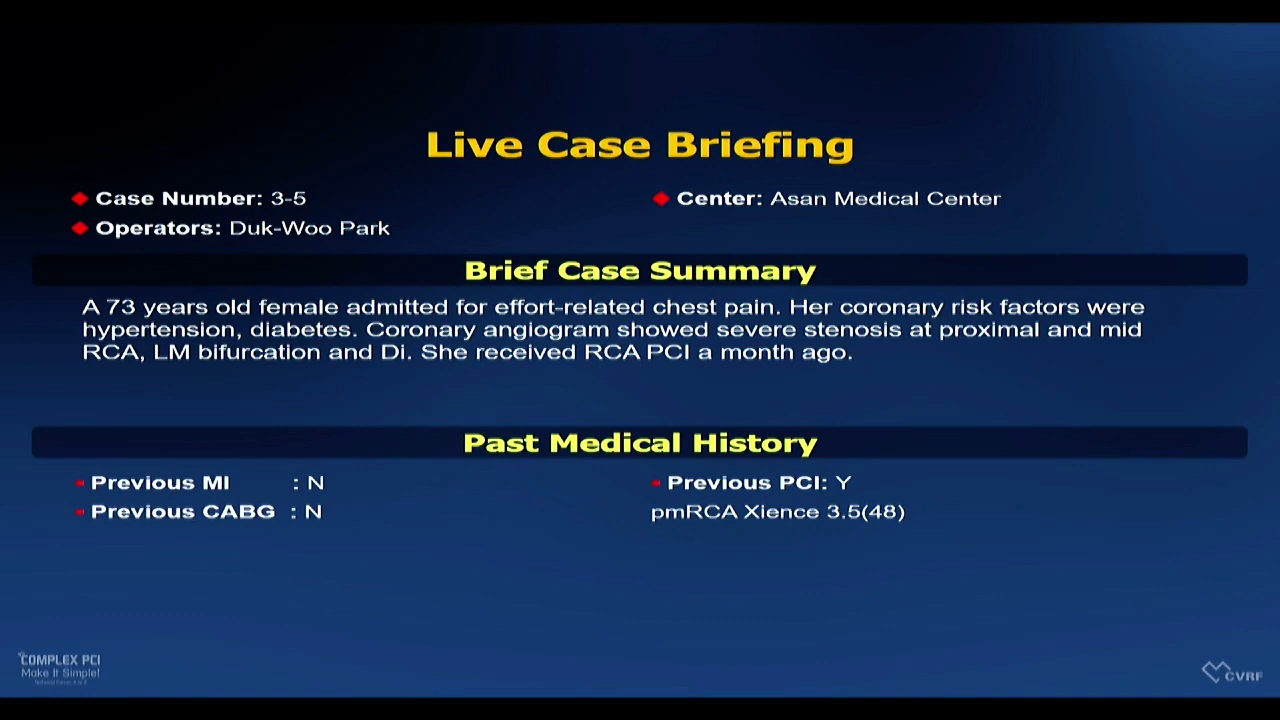 Live Case Briefing
Case Number: 3-5
Center: Asan Medical Center
Operators: Duk-Woo Park
Brief Case Summary
A 73 years old female admitted for effort-related chest pain. Her coronary risk factors were
hypertension, diabetes. Coronary angiogram showed severe stenosis at proximal and mid
RCA, LM bifurcation and Di. She received RCA PCI a month ago.
Past Medical History
Previous MI : N
Previous PCI: Y
Previous CABG : N
pmRCA Xience 3.5(48)
COMPLEX PCI
Make It Simple!
CVRF